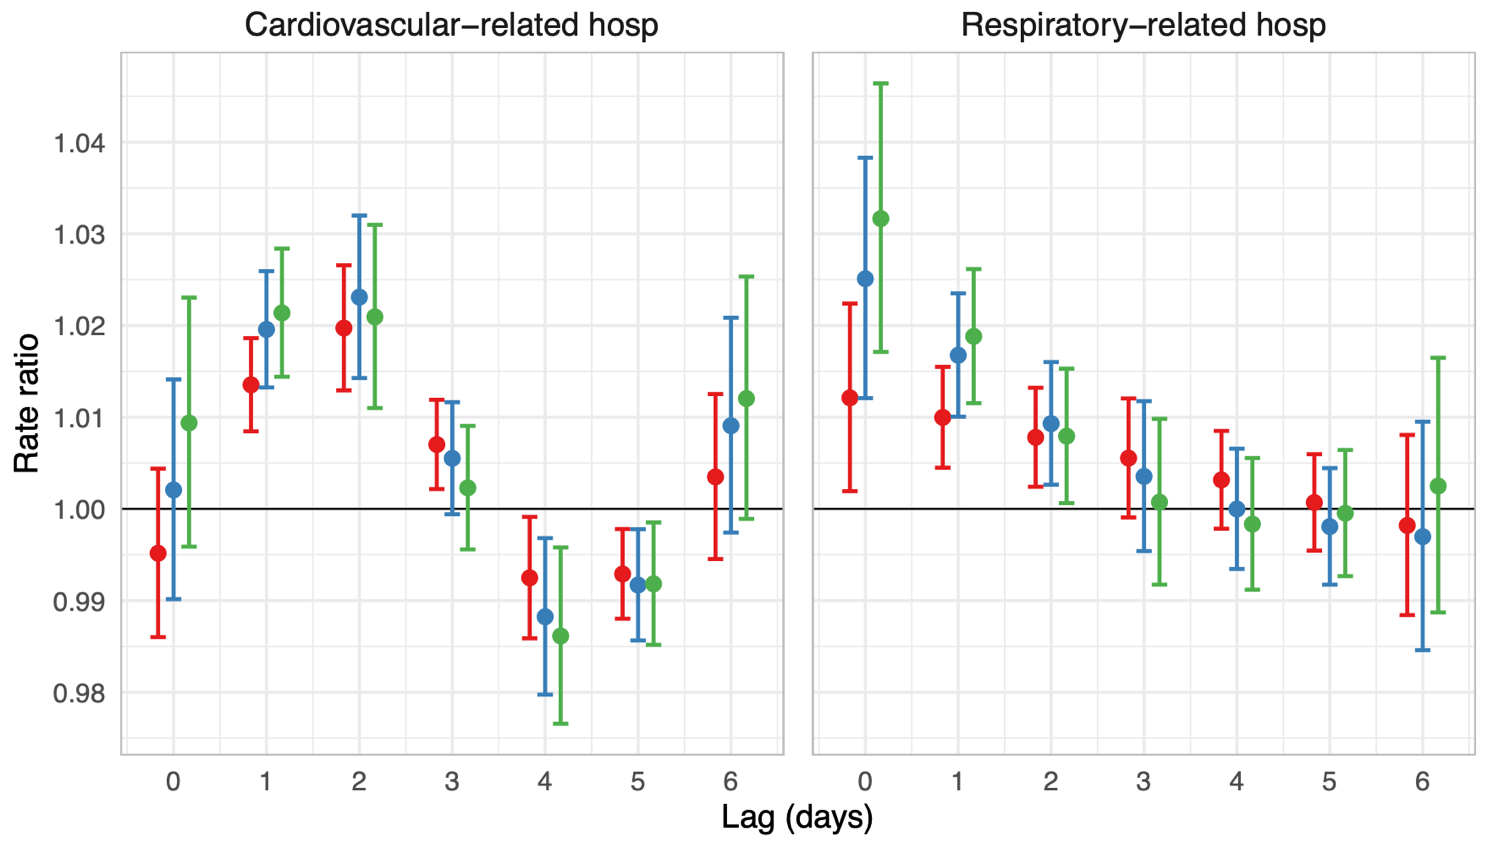 Cardiovascular−related hosp
Respiratory−related hosp
1.04
1.03
1.02
1.01
1.00
0.99
0.98
Rate ratio
0 1 2 3 4 5 6
0 1 2 3 4 5 6
Lag (days)